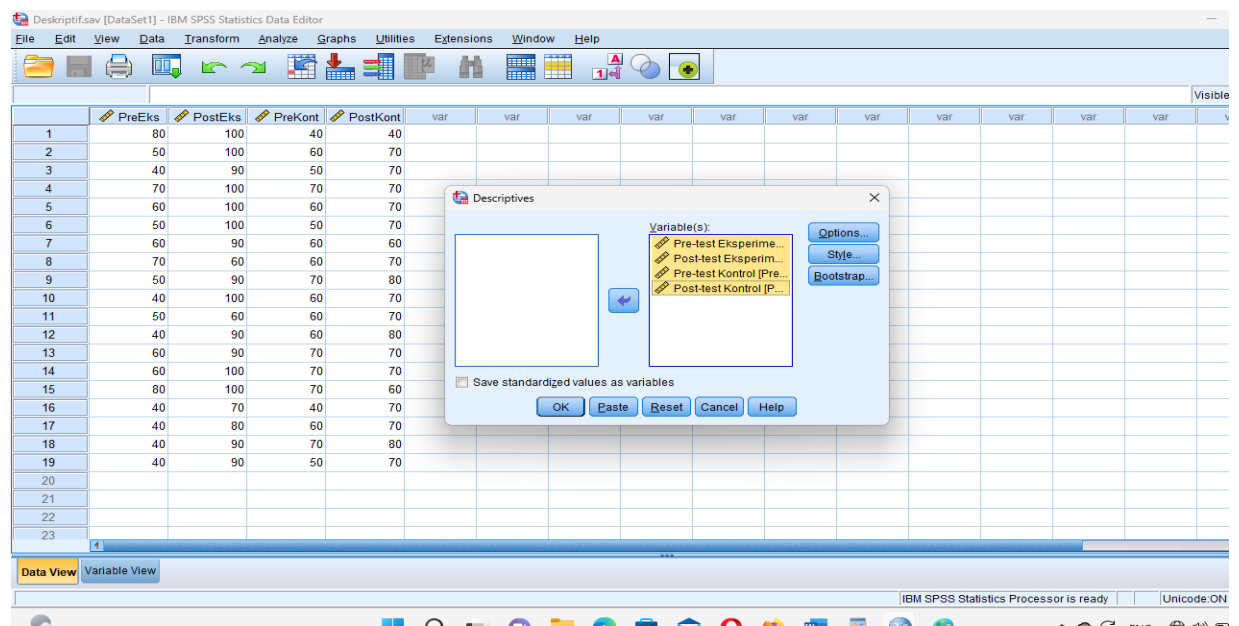 Deskriptif.sav [DataSet1] - IBM SPSS Statistics Data Editor
File Edit View Data Transform Analyze Graphs Utilities Extensions Window Help
Visible
PreEks PostEks PreKont PostKont var var var var var var var var var var
1 80 100 40 40
2 50 100 60 70
3 40 90 50 70
4 70 100 70 70
5 60 100 60 70
6 50 100 50 70
7 60 90 60 60
8 70 60 60 70
9 50 90 70 80
10 40 100 60 70
11 50 60 60 70
12 40 90 60 80
13 60 90 70 70
14 60 100 70 70
15 80 100 70 60
16 40 70 40 70
17 40 80 60 70
18 40 90 70 80
19 40 90 50 70
20
21
22
23
Descriptives
Variable(s):
Pre-test Eksperime...
Post-test Eksperim...
Pre-test Kontrol [Pre...
Post-test Kontrol [P...
Options...
Style...
Bootstrap...
Save standardized values as variables
OK Paste Reset Cancel Help
Data View Variable View
IBM SPSS Statistics Processor is ready Unicode:ON